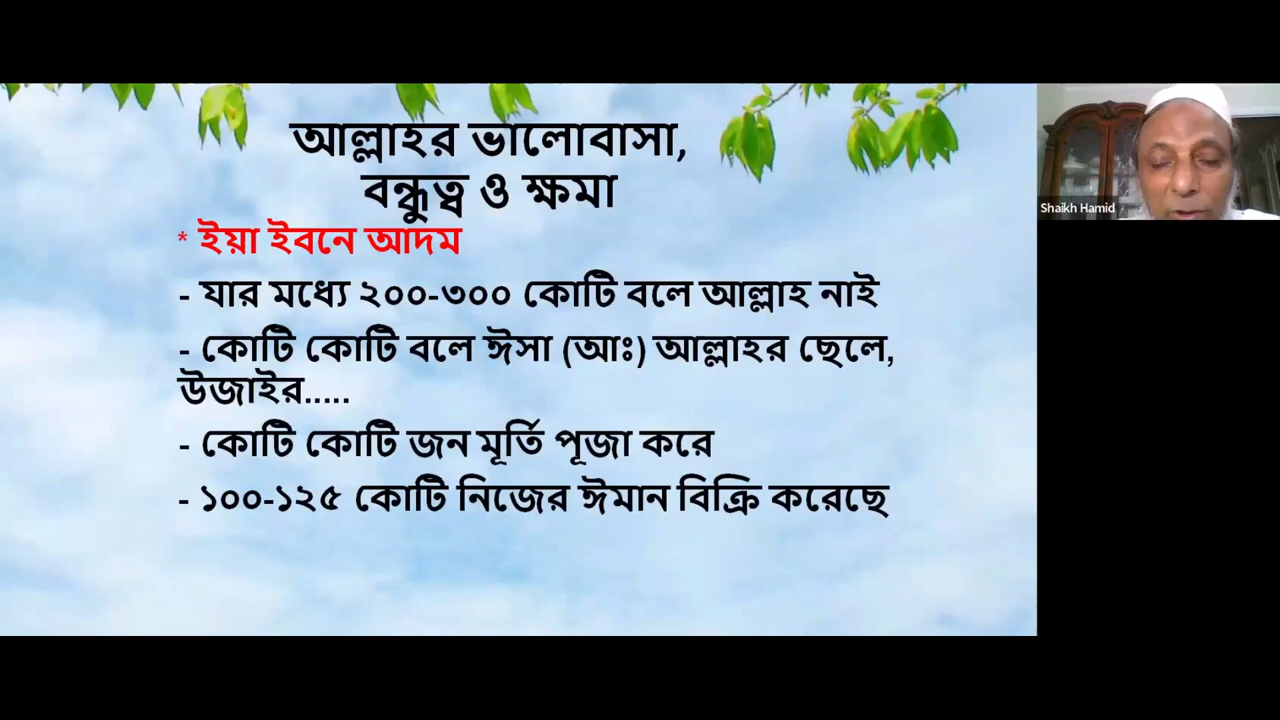 আল্লাহর ভালোবাসা,
বন্ধুত্ব ও ক্ষমা
* ইয়া ইবনে আদম
- যার মধ্যে ২০০-৩০০ কোটি বলে আল্লাহ নাই
- কোটি কোটি বলে ঈসা (আঃ) আল্লাহর ছেলে,
উজাইর.....
- কোটি কোটি জন মূর্তি পূজা করে
- ১০০-১২৫ কোটি নিজের ঈমান বিক্রি করেছে
Shaikh Hamid